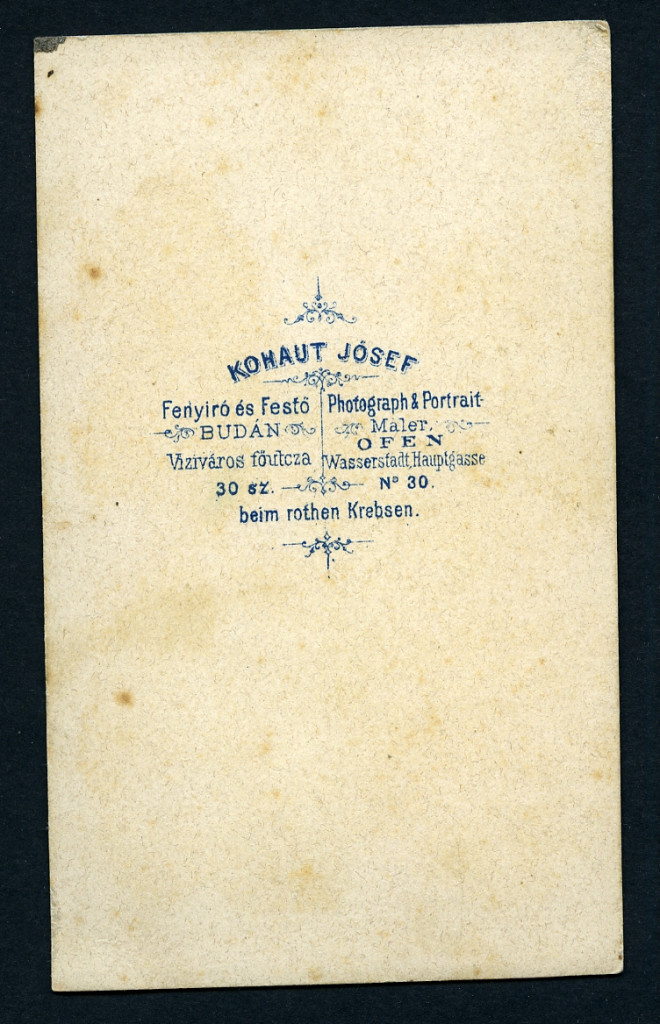 KOHAUT JÓSEF
Fenyiró és Festő
BUDÁN
Viziváros főutcza
30 sz.
Photograph & Portrait-
Maler,
OFEN
Wasserstadt, Hauptgasse
No 30.
beim rothen Krebsen.